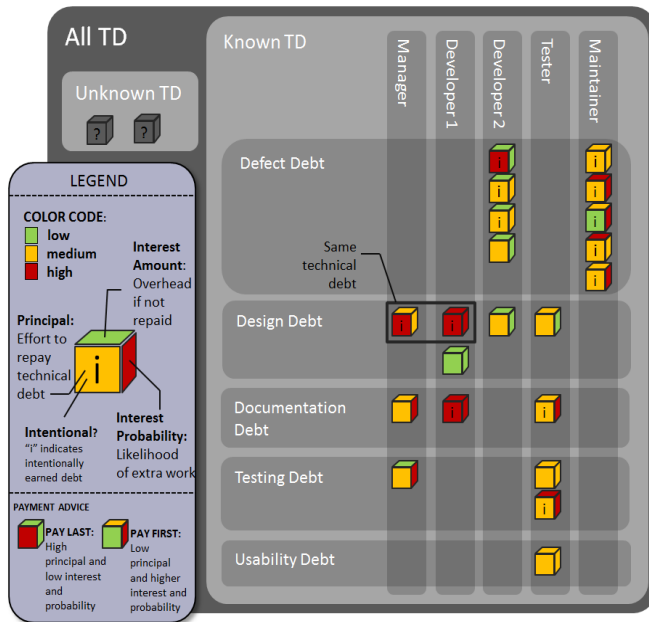 All TD
Unknown TD
?
?
Known TD
Manager
Developer 1
Developer 2
Tester
Maintainer
Defect Debt
i
i
i
i
i
i
i
i
Same
technical
debt
Design Debt
i
i
Documentation
Debt
i
i
Testing Debt
i
Usability Debt
LEGEND
COLOR CODE:
low
medium
high
Interest
Amount:
Overhead
if not
repaid
Principal:
Effort to
repay
technical
debt
i
Intentional?
"i" indicates
intentionally
earned debt
Interest
Probability:
Likelihood
of extra work
PAYMENT ADVICE
PAY LAST:
High
principal and
low interest
and
probability
PAY FIRST:
Low
principal
and higher
interest and
probability